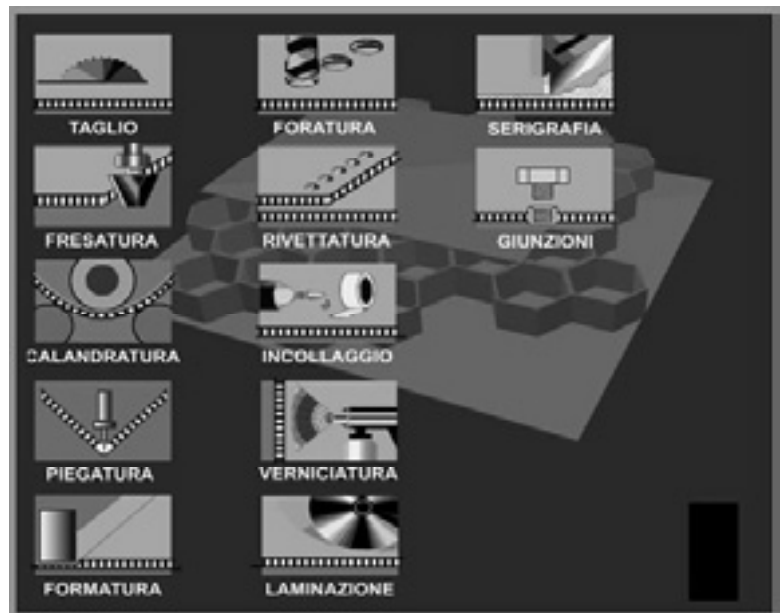 TAGLIO
FORATURA
SERIGRAFIA
FRESATURA
RIVETTATURA
GIUNZIONI
CALANDRATURA
INCOLLAGGIO
PIEGATURA
VERNICIATURA
FORMATURA
LAMINAZIONE